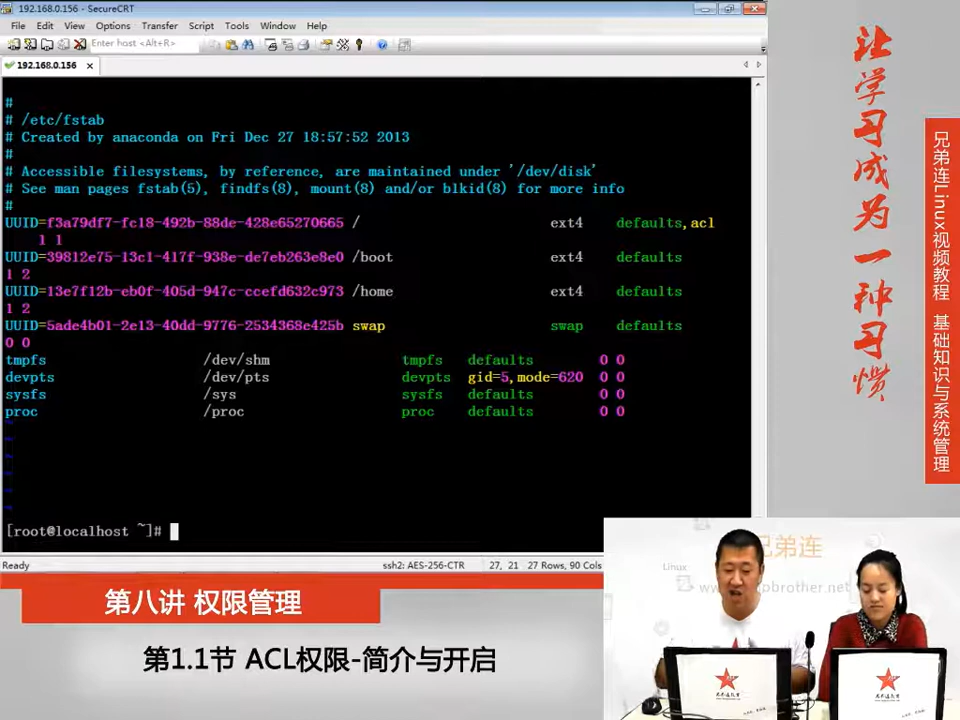 192.168.0.156 - SecureCRT
File Edit View Options Transfer Script Tools Window Help
Enter host <Alt+R>
192.168.0.156
#
# /etc/fstab
# Created by anaconda on Fri Dec 27 18:57:52 2013
#
# Accessible filesystems, by reference, are maintained under '/dev/disk'
# See man pages fstab(5), findfs(8), mount(8) and/or blkid(8) for more info
#
UUID=f3a79df7-fc18-492b-88de-428e65270665 / ext4 defaults,acl
1 1
UUID=39812e75-13c1-417f-938e-de7eb263e8e0 /boot ext4 defaults
1 2
UUID=13e7f12b-eb0f-405d-947c-ccefd632c973 /home ext4 defaults
1 2
UUID=5ade4b01-2e13-40dd-9776-2534368e425b swap swap defaults
0 0
tmpfs /dev/shm tmpfs defaults 0 0
devpts /dev/pts devpts gid=5,mode=620 0 0
sysfs /sys sysfs defaults 0 0
proc /proc proc defaults 0 0
~
~
~
~
~
[root@localhost ~]#
Ready ssh2: AES-256-CTR 27, 21 27 Rows, 90 Cols
让学习成为一种习惯
兄弟连Linux视频教程 基础知识与系统管理
第八讲 权限管理
第1.1节 ACL权限-简介与开启
兄弟连
Linux